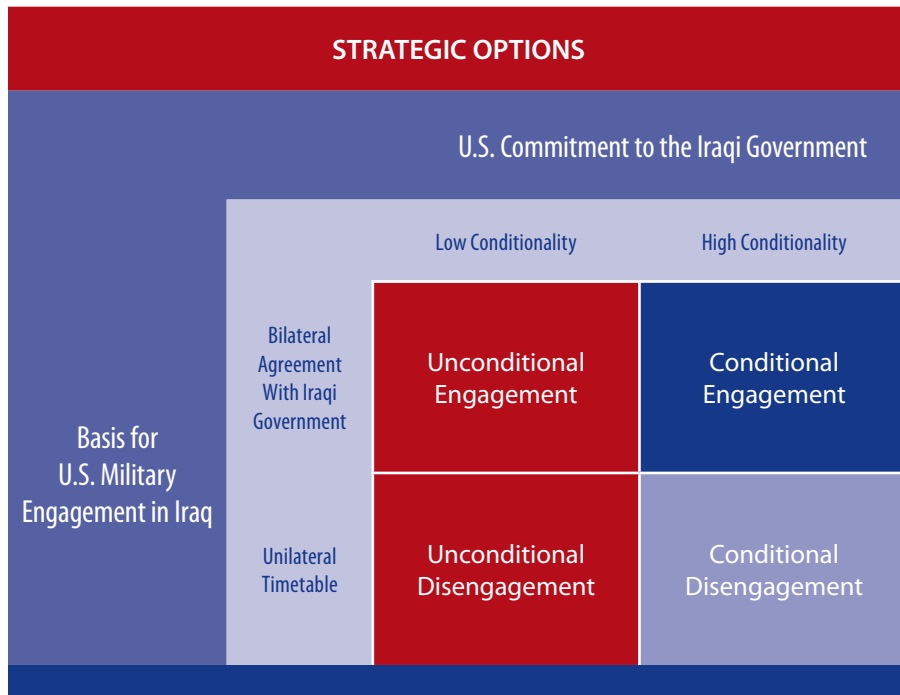 STRATEGIC OPTIONS
U.S. Commitment to the Iraqi Government
Low Conditionality
High Conditionality
Basis for
U.S. Military
Engagement in Iraq
Bilateral
Agreement
With Iraqi
Government
Unconditional
Engagement
Conditional
Engagement
Unilateral
Timetable
Unconditional
Disengagement
Conditional
Disengagement